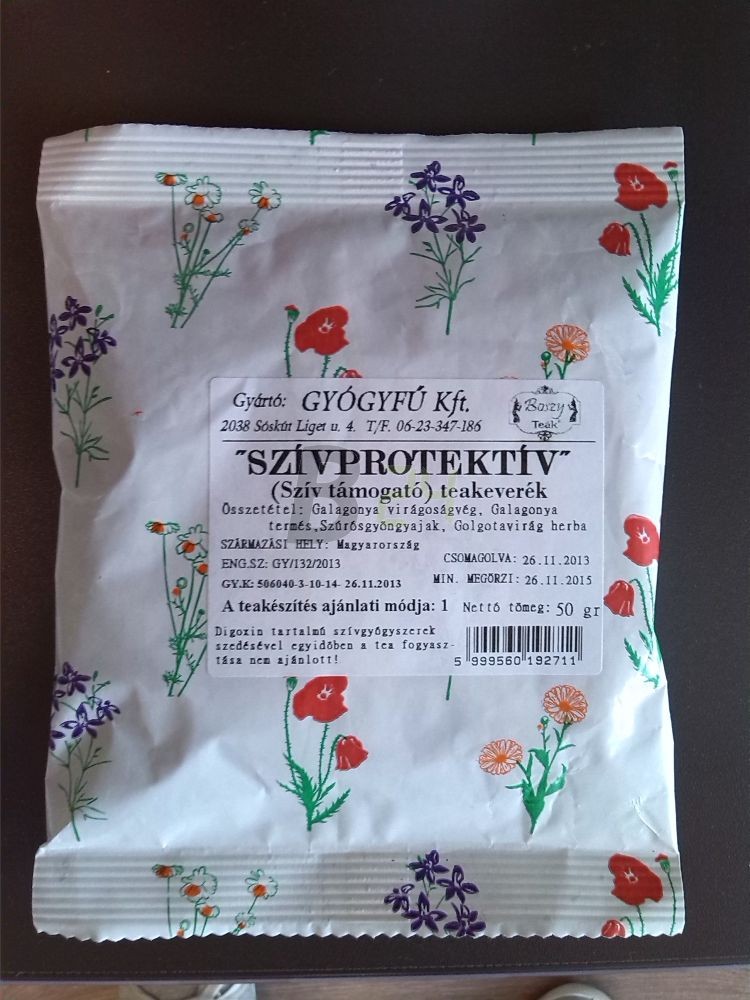 Gyártó: GYÓGYFŰ Kft.
2038 Sóskút Liget u. 4. T/F. 06-23-347-186
Boszy
Teák
"SZÍVPROTEKTÍV"
(Szív támogató) teakeverék
Összetétel: Galagonya virágoságvég, Galagonya
termés,Szúrósgyöngyajak, Golgotavirág herba
SZÁRMAZÁSI HELY: Magyarország
ENG.SZ: GY/132/2013
CSOMAGOLVA: 26.11.2013
GY.K: 506040-3-10-14- 26.11.2013
MIN. MEGŐRZI: 26.11.2015
A teakészítés ajánlati módja: 1 Nettó tömeg: 50 gr
Digoxin tartalmú szívgyógyszerek
szedésével egyidőben a tea fogyasz-
tása nem ajánlott!
5 999560 192711